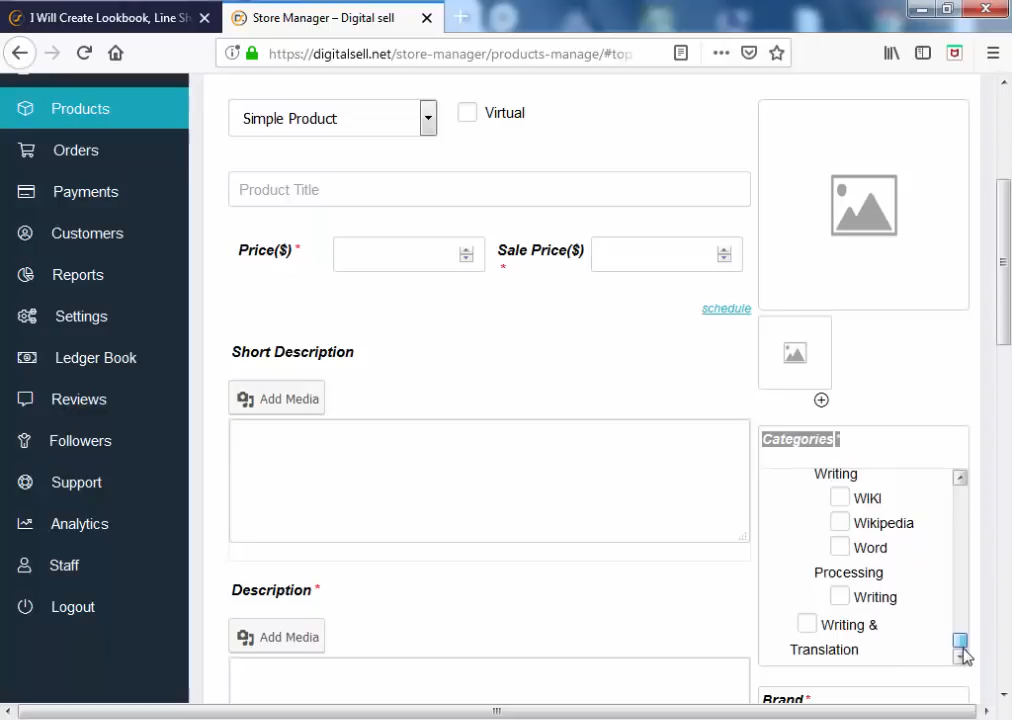 I Will Create Lookbook, Line Sh
Store Manager – Digital sell
https://digitalsell.net/store-manager/products-manage/#top
Products
Orders
Payments
Customers
Reports
Settings
Ledger Book
Reviews
Followers
Support
Analytics
Staff
Logout
Simple Product
Virtual
Product Title
Price($) *
Sale Price($)
*
schedule
Short Description
Add Media
Description *
Add Media
Categories *
Writing
WIKI
Wikipedia
Word
Processing
Writing
Writing &
Translation
Brand *